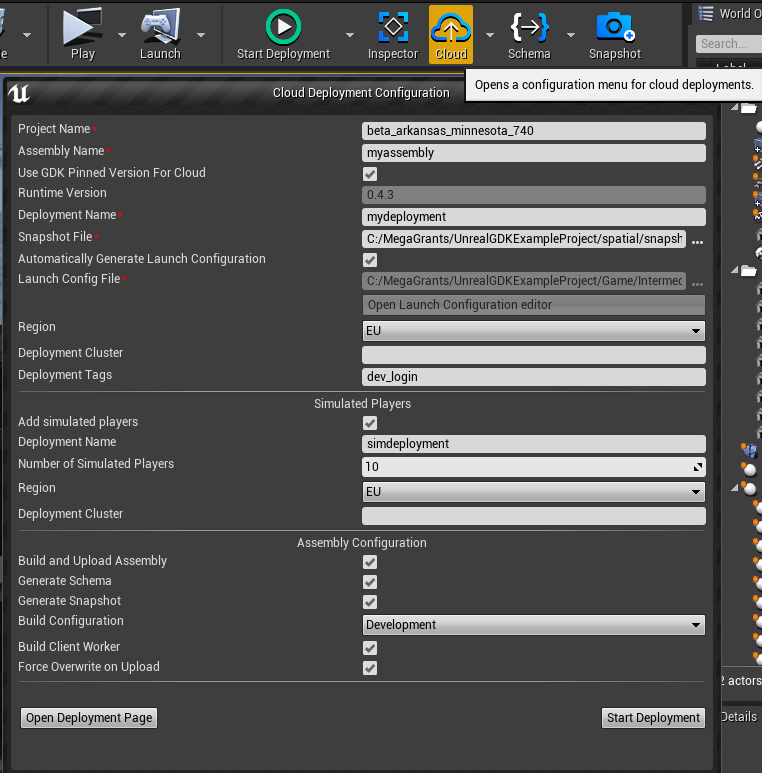 Play
Launch
Start Deployment
Inspector
Cloud
Schema
Snapshot
World O
Search...
Opens a configuration menu for cloud deployments.
Cloud Deployment Configuration
Project Name* beta_arkansas_minnesota_740
Assembly Name* myassembly
Use GDK Pinned Version For Cloud
Runtime Version 0.4.3
Deployment Name* mydeployment
Snapshot File* C:/MegaGrants/UnrealGDKExampleProject/spatial/snapsh ...
Automatically Generate Launch Configuration
Launch Config File* C:/MegaGrants/UnrealGDKExampleProject/Game/Intermed ...
Open Launch Configuration editor
Region EU
Deployment Cluster
Deployment Tags dev_login
Simulated Players
Add simulated players
Deployment Name simdeployment
Number of Simulated Players 10
Region EU
Deployment Cluster
Assembly Configuration
Build and Upload Assembly
Generate Schema
Generate Snapshot
Build Configuration Development
Build Client Worker
Force Overwrite on Upload
2 actors
Open Deployment Page
Start Deployment
Details